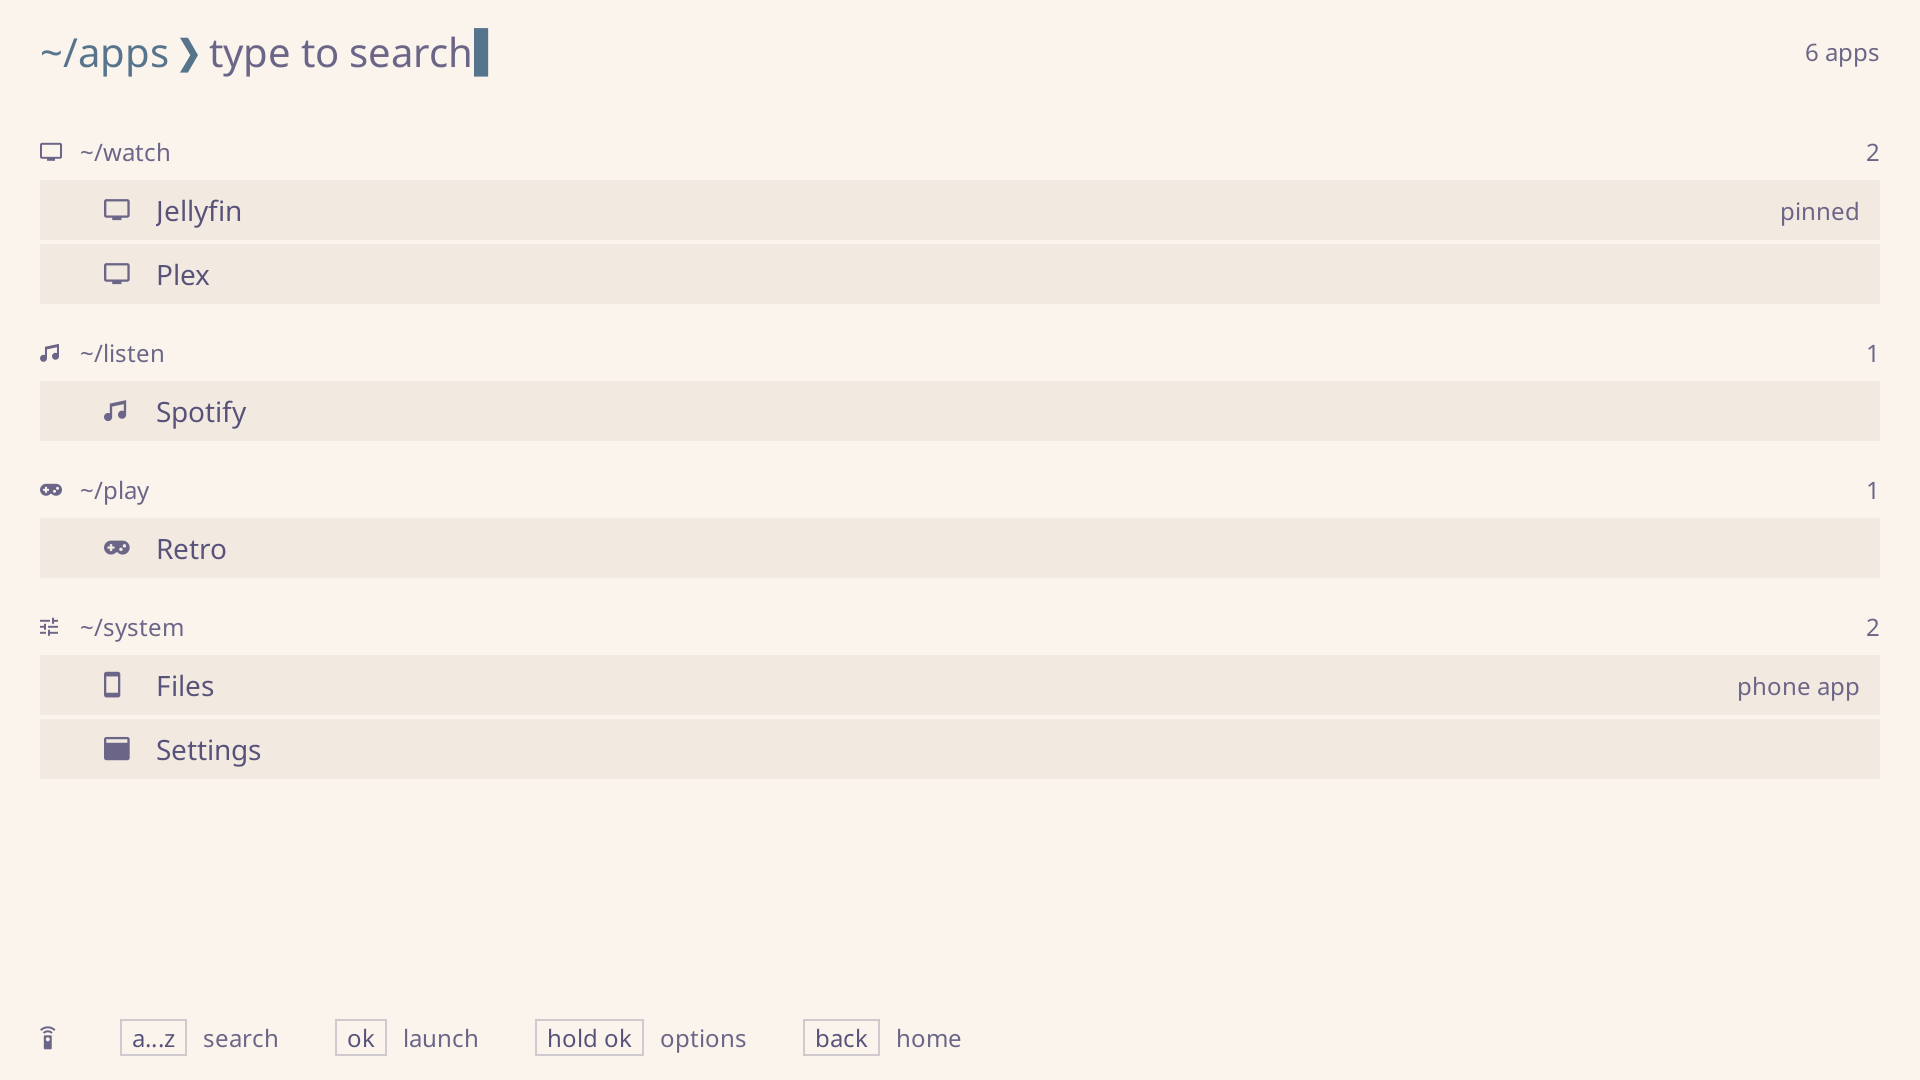 ~/apps ❯ type to search
6 apps
~/watch 2
Jellyfin pinned
Plex
~/listen 1
Spotify
~/play 1
Retro
~/system 2
Files phone app
Settings
a...z search ok launch hold ok options back home